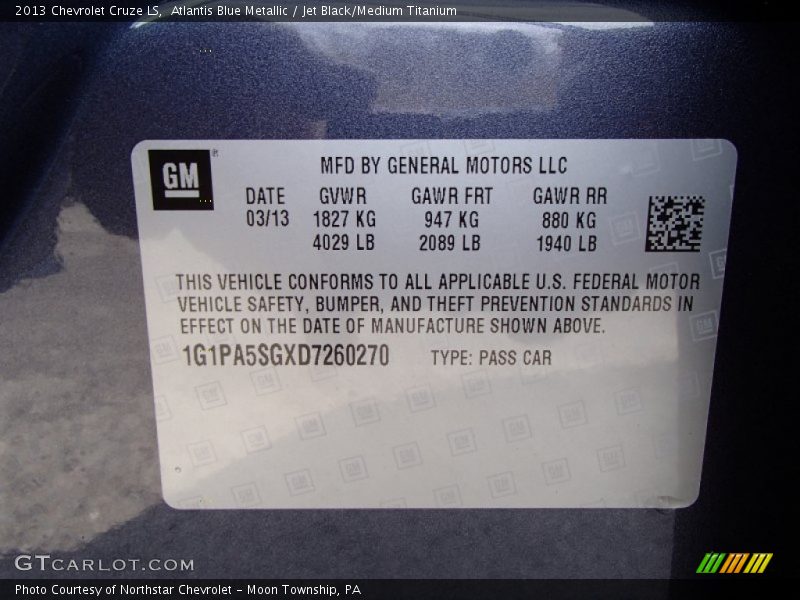 2013 Chevrolet Cruze LS, Atlantis Blue Metallic / Jet Black/Medium Titanium
GM®
MFD BY GENERAL MOTORS LLC
DATE GVWR GAWR FRT GAWR RR
03/13 1827 KG 947 KG 880 KG
4029 LB 2089 LB 1940 LB
THIS VEHICLE CONFORMS TO ALL APPLICABLE U.S. FEDERAL MOTOR
VEHICLE SAFETY, BUMPER, AND THEFT PREVENTION STANDARDS IN
EFFECT ON THE DATE OF MANUFACTURE SHOWN ABOVE.
1G1PA5SGXD7260270 TYPE: PASS CAR
GTCARLOT.COM
Photo Courtesy of Northstar Chevrolet - Moon Township, PA